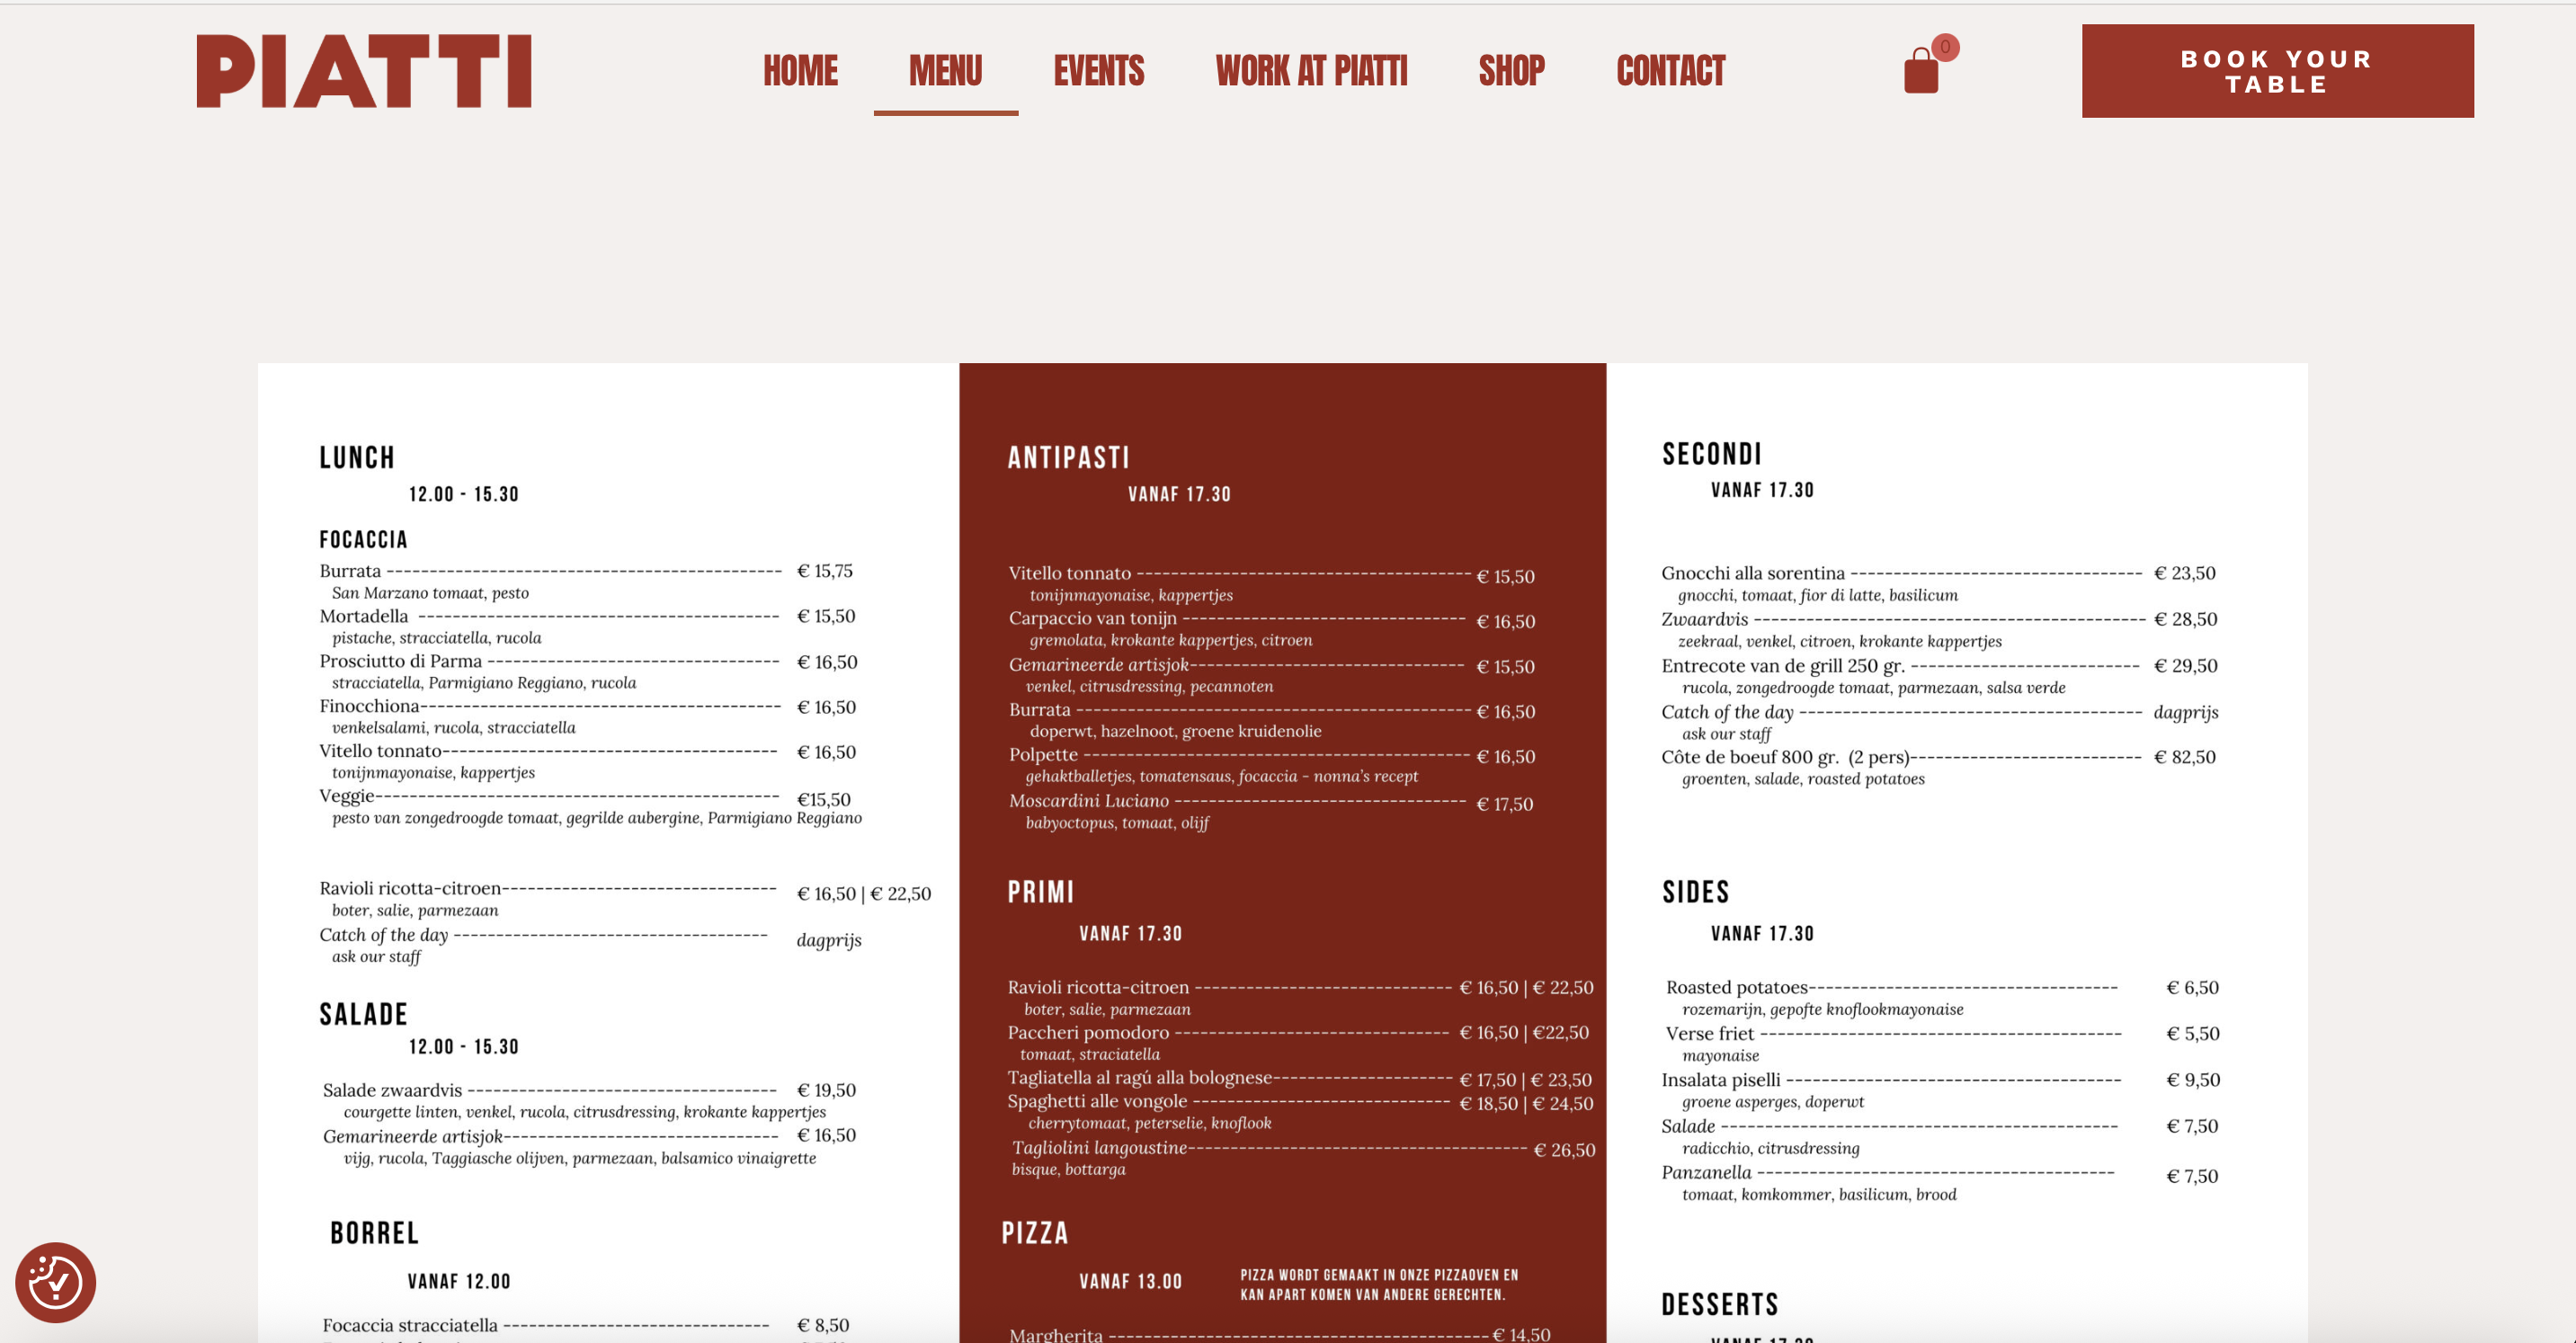 PIATTI
HOME MENU EVENTS WORK AT PIATTI SHOP CONTACT
0
BOOK YOUR
TABLE
LUNCH
12.00 - 15.30
FOCACCIA
Burrata --------------------------------------------- € 15,75
San Marzano tomaat, pesto
Mortadella ----------------------------------------- € 15,50
pistache, stracciatella, rucola
Prosciutto di Parma --------------------------------- € 16,50
stracciatella, Parmigiano Reggiano, rucola
Finocchiona----------------------------------------- € 16,50
venkelsalami, rucola, stracciatella
Vitello tonnato-------------------------------------- € 16,50
tonijnmayonaise, kappertjes
Veggie---------------------------------------------- €15,50
pesto van zongedroogde tomaat, gegrilde aubergine, Parmigiano Reggiano
Ravioli ricotta-citroen------------------------------- € 16,50 | € 22,50
boter, salie, parmezaan
Catch of the day ------------------------------------ dagprijs
ask our staff
SALADE
12.00 - 15.30
Salade zwaardvis ----------------------------------- € 19,50
courgette linten, venkel, rucola, citrusdressing, krokante kappertjes
Gemarineerde artisjok------------------------------- € 16,50
vijg, rucola, Taggiasche olijven, parmezaan, balsamico vinaigrette
BORREL
VANAF 12.00
Focaccia stracciatella ------------------------------ € 8,50
ANTIPASTI
VANAF 17.30
Vitello tonnato -------------------------------------- € 15,50
tonijnmayonaise, kappertjes
Carpaccio van tonijn -------------------------------- € 16,50
gremolata, krokante kappertjes, citroen
Gemarineerde artisjok------------------------------- € 15,50
venkel, citrusdressing, pecannoten
Burrata --------------------------------------------- € 16,50
doperwt, hazelnoot, groene kruidenolie
Polpette -------------------------------------------- € 16,50
gehaktballetjes, tomatensaus, focaccia - nonna's recept
Moscardini Luciano --------------------------------- € 17,50
babyoctopus, tomaat, olijf
PRIMI
VANAF 17.30
Ravioli ricotta-citroen ----------------------------- € 16,50 | € 22,50
boter, salie, parmezaan
Paccheri pomodoro ------------------------------- € 16,50 | €22,50
tomaat, straciatella
Tagliatella al ragú alla bolognese-------------------- € 17,50 | € 23,50
Spaghetti alle vongole ----------------------------- € 18,50 | € 24,50
cherrytomaat, peterselie, knoflook
Tagliolini langoustine--------------------------------------- € 26,50
bisque, bottarga
PIZZA
VANAF 13.00
PIZZA WORDT GEMAAKT IN ONZE PIZZAOVEN EN
KAN APART KOMEN VAN ANDERE GERECHTEN.
Margherita -------------------------------------------€ 14,50
SECONDI
VANAF 17.30
Gnocchi alla sorentina --------------------------------- € 23,50
gnocchi, tomaat, fior di latte, basilicum
Zwaardvis --------------------------------------------- € 28,50
zeekraal, venkel, citroen, krokante kappertjes
Entrecote van de grill 250 gr. -------------------------- € 29,50
rucola, zongedroogde tomaat, parmezaan, salsa verde
Catch of the day --------------------------------------- dagprijs
ask our staff
Côte de boeuf 800 gr. (2 pers)-------------------------- € 82,50
groenten, salade, roasted potatoes
SIDES
VANAF 17.30
Roasted potatoes----------------------------------- € 6,50
rozemarijn, gepofte knoflookmayonaise
Verse friet ----------------------------------------- € 5,50
mayonaise
Insalata piselli -------------------------------------- € 9,50
groene asperges, doperwt
Salade --------------------------------------------- € 7,50
radicchio, citrusdressing
Panzanella ----------------------------------------- € 7,50
tomaat, komkommer, basilicum, brood
DESSERTS
VANAF 17.30